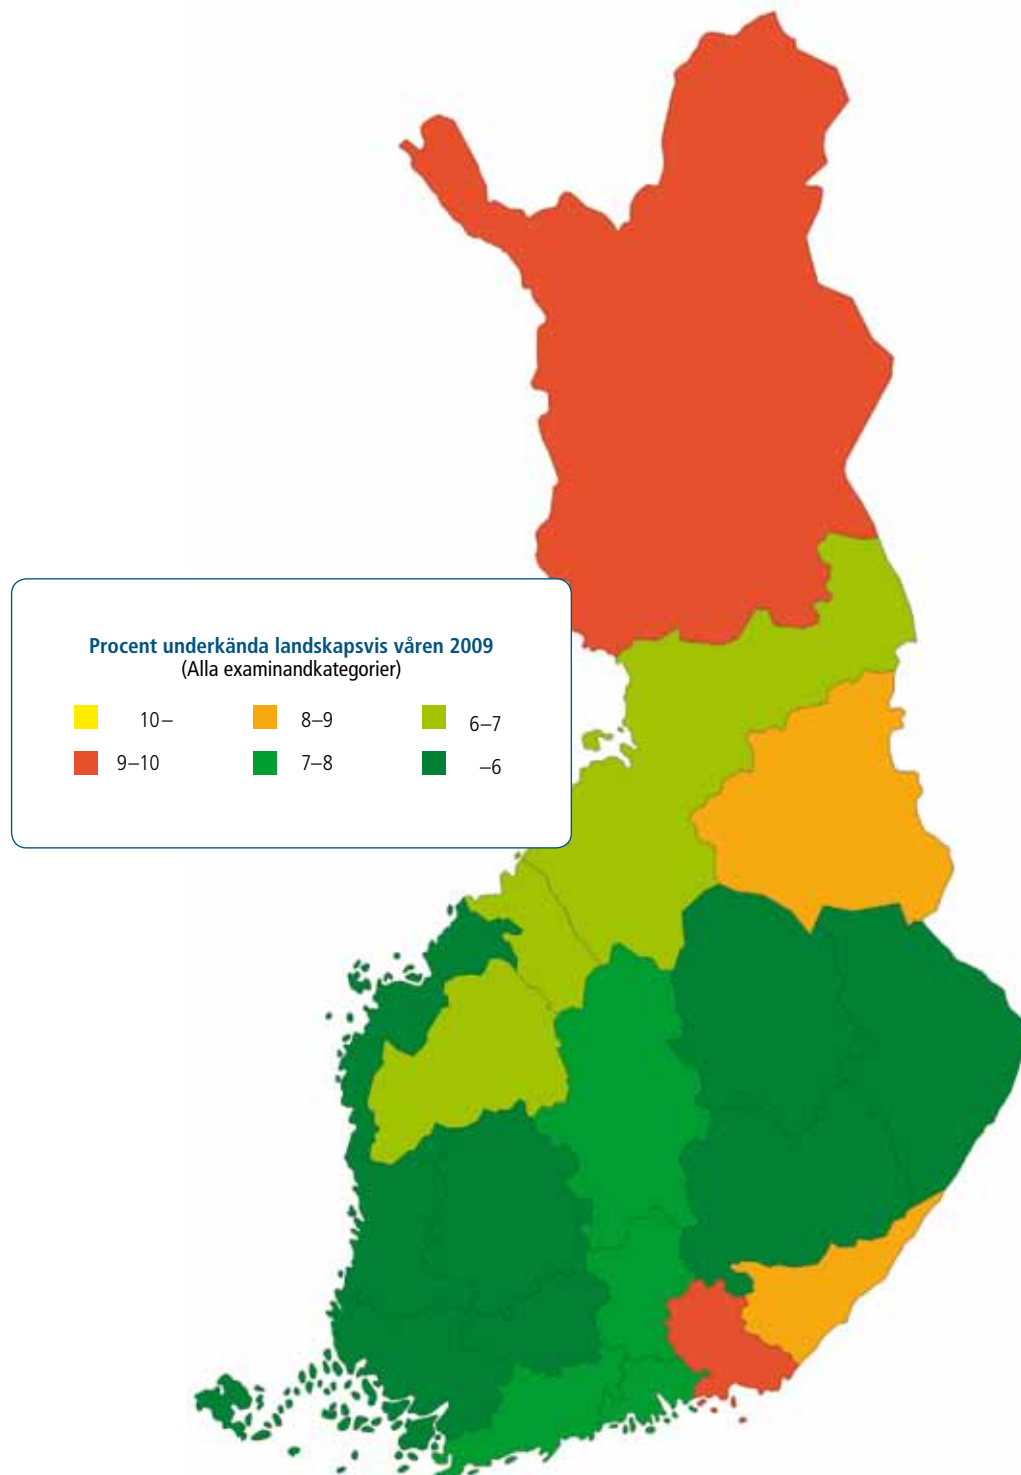 Procent underkända landskapsvis våren 2009
(Alla examinandkategorier)
10– 8–9 6–7
9–10 7–8 –6